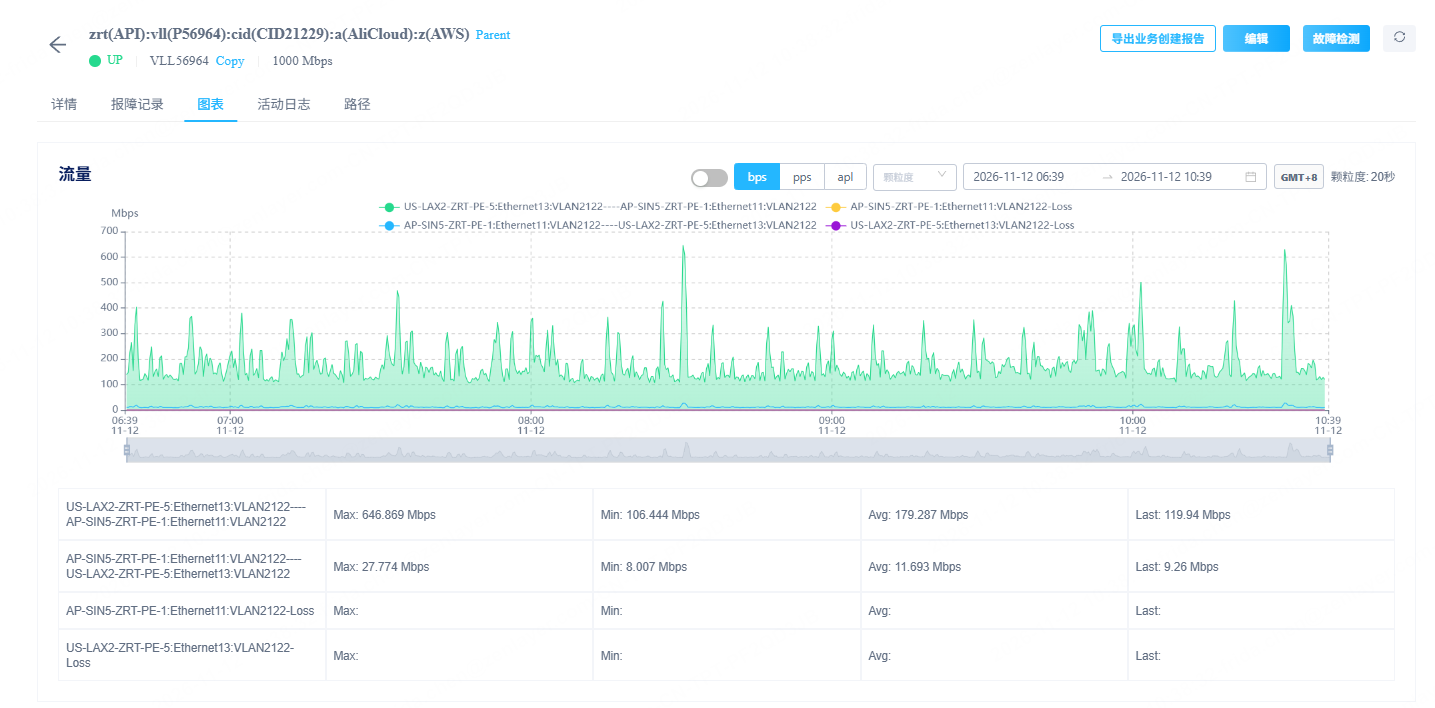 zrt(API):vll(P56964):cid(CID21229):a(AliCloud):z(AWS) Parent
UP VLL56964 Copy 1000 Mbps
导出业务创建报告 编辑 故障检测
详情 报障记录 图表 活动日志 路径
流量
bps pps apl 颗粒度 2026-11-12 06:39 → 2026-11-12 10:39 GMT+8 颗粒度: 20秒
US-LAX2-ZRT-PE-5:Ethernet13:VLAN2122----AP-SIN5-ZRT-PE-1:Ethernet11:VLAN2122 AP-SIN5-ZRT-PE-1:Ethernet11:VLAN2122-Loss
AP-SIN5-ZRT-PE-1:Ethernet11:VLAN2122----US-LAX2-ZRT-PE-5:Ethernet13:VLAN2122 US-LAX2-ZRT-PE-5:Ethernet13:VLAN2122-Loss
Mbps
700
600
500
400
300
200
100
0
06:39 07:00 08:00 09:00 10:00 10:39
11-12 11-12 11-12 11-12 11-12 11-12
US-LAX2-ZRT-PE-5:Ethernet13:VLAN2122----
AP-SIN5-ZRT-PE-1:Ethernet11:VLAN2122
Max: 646.869 Mbps Min: 106.444 Mbps Avg: 179.287 Mbps Last: 119.94 Mbps
AP-SIN5-ZRT-PE-1:Ethernet11:VLAN2122----
US-LAX2-ZRT-PE-5:Ethernet13:VLAN2122
Max: 27.774 Mbps Min: 8.007 Mbps Avg: 11.693 Mbps Last: 9.26 Mbps
AP-SIN5-ZRT-PE-1:Ethernet11:VLAN2122-Loss Max: Min: Avg: Last:
US-LAX2-ZRT-PE-5:Ethernet13:VLAN2122-
Loss
Max: Min: Avg: Last: